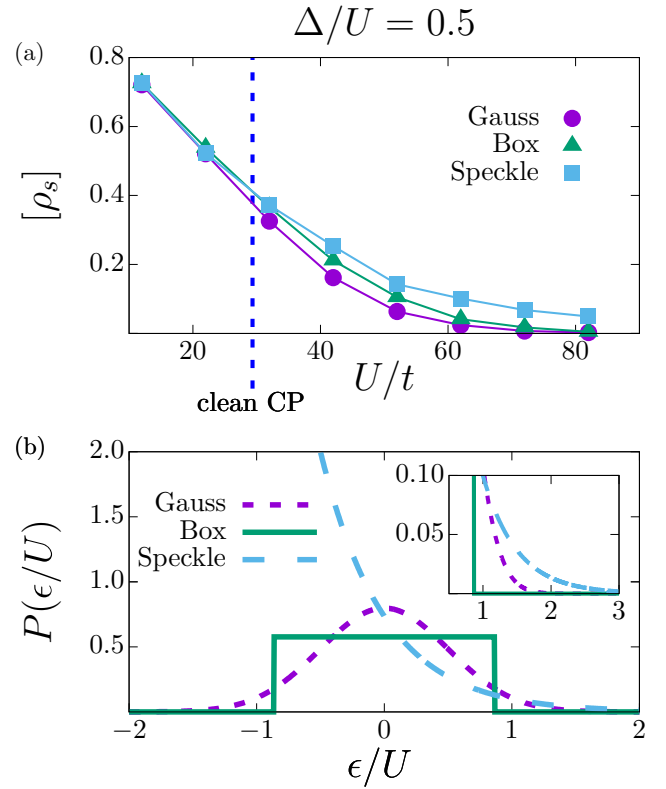 Δ/U = 0.5
(a)
0.8
0.6
0.4
0.2
[ρ_s]
Gauss
Box
Speckle
20 40 60 80
U/t
clean CP
(b)
2.0
1.5
1.0
0.5
P(ϵ/U)
Gauss
Box
Speckle
0.10
0.05
1 2 3
−2 −1 0 1 2
ϵ/U